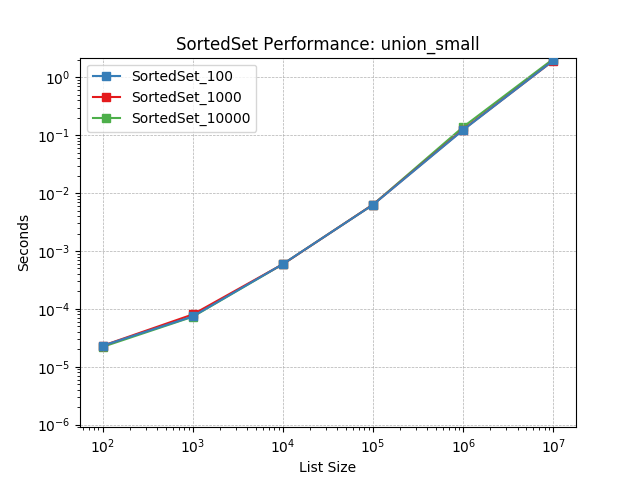 SortedSet Performance: union_small
SortedSet_100
SortedSet_1000
SortedSet_10000
10⁰
10⁻¹
10⁻²
10⁻³
10⁻⁴
10⁻⁵
10⁻⁶
Seconds
10² 10³ 10⁴ 10⁵ 10⁶ 10⁷
List Size